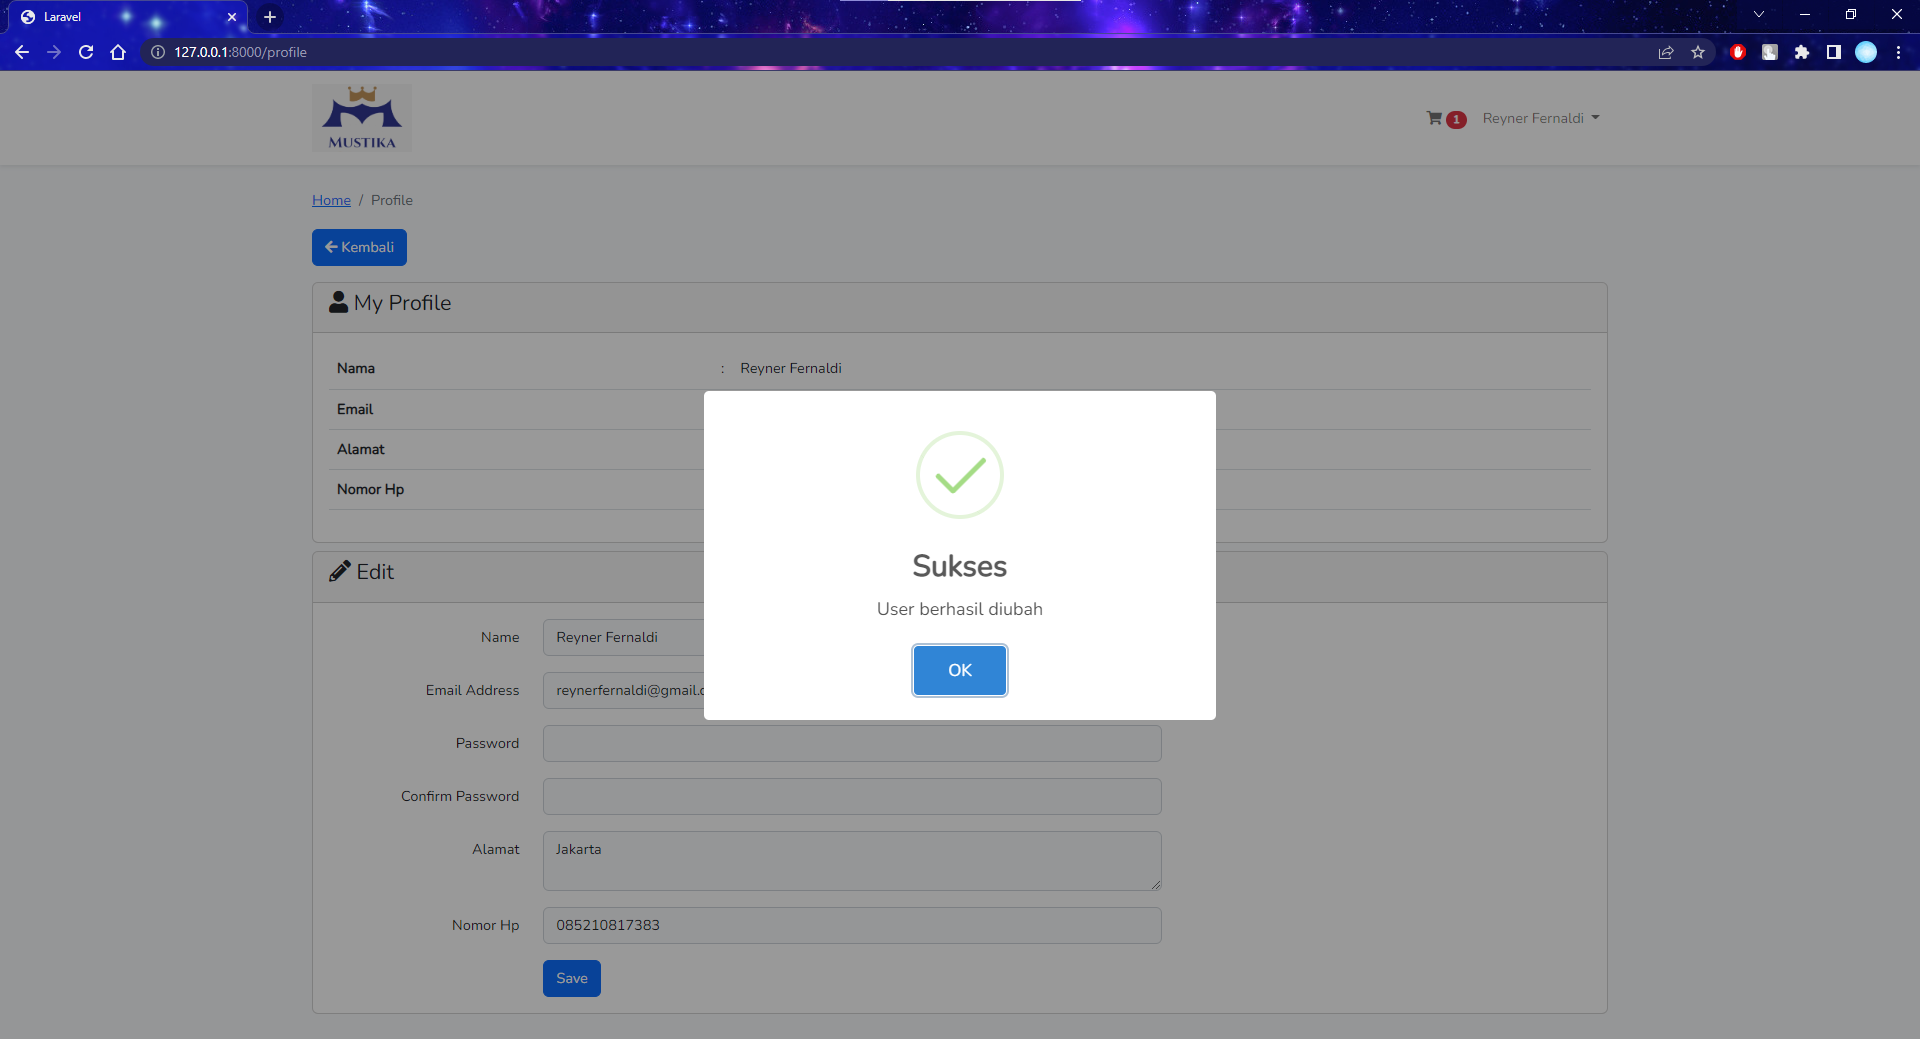 Laravel
127.0.0.1:8000/profile
MUSTIKA
1
Reyner Fernaldi
Home / Profile
Kembali
My Profile
Nama : Reyner Fernaldi
Email
Alamat
Nomor Hp
Sukses
User berhasil diubah
OK
Edit
Name Reyner Fernaldi
Email Address reynerfernaldi@gmail.c
Password
Confirm Password
Alamat Jakarta
Nomor Hp 085210817383
Save